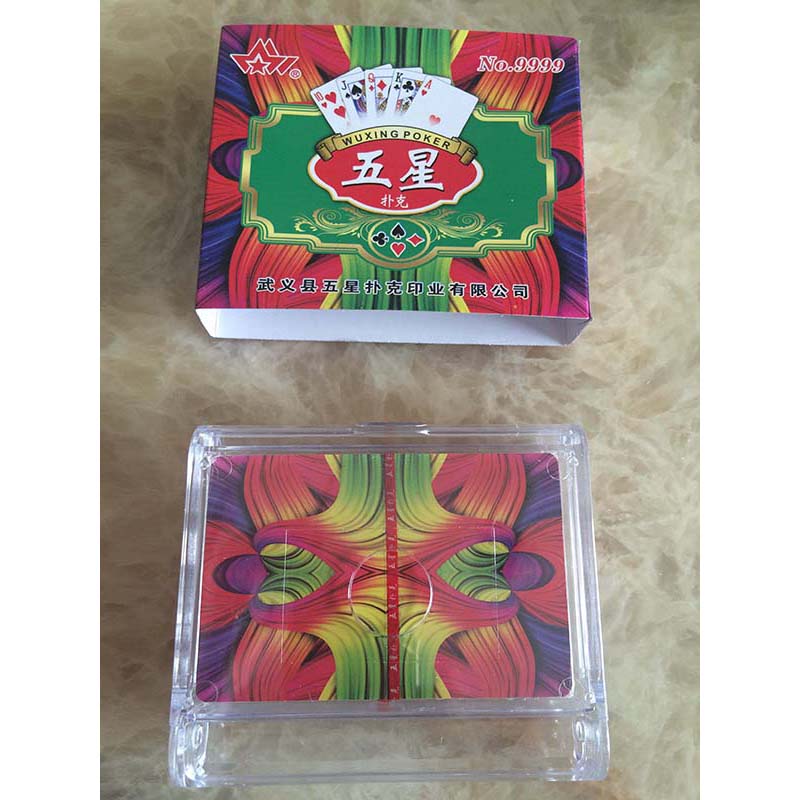 No.9999
10 J Q K A
WUXING POKER
五星
扑克
武义县五星扑克印业有限公司